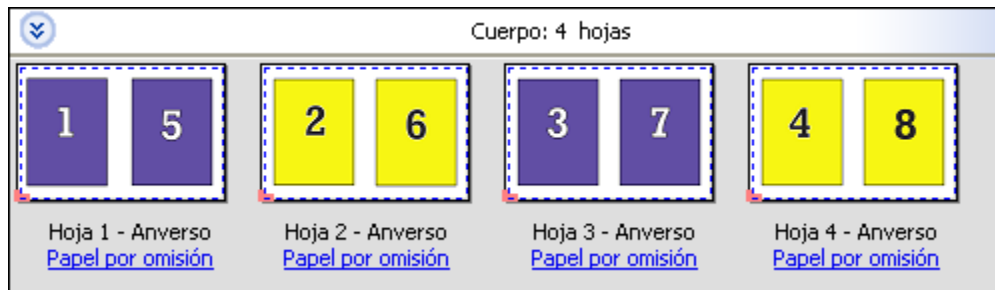 Cuerpo: 4 hojas
1 5 2 6 3 7 4 8
Hoja 1 - Anverso Hoja 2 - Anverso Hoja 3 - Anverso Hoja 4 - Anverso
Papel por omisión Papel por omisión Papel por omisión Papel por omisión